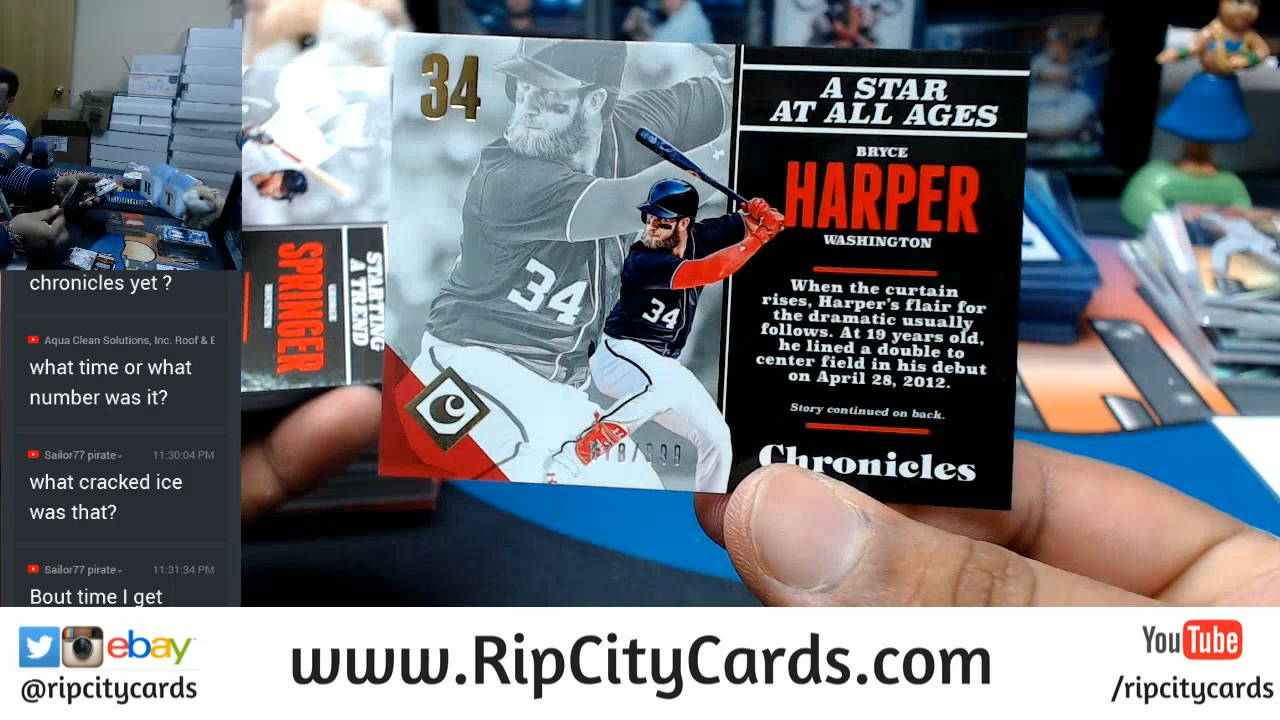 chronicles yet ?
Aqua Clean Solutions, Inc. Roof & E
what time or what
number was it?
Sailor77 pirate
11:30:04 PM
what cracked ice
was that?
Sailor77 pirate
11:31:34 PM
Bout time I get
34
A STAR
AT ALL AGES
BRYCE
HARPER
WASHINGTON
When the curtain
rises, Harper's flair for
the dramatic usually
follows. At 19 years old,
he lined a double to
center field in his debut
on April 28, 2012.
Story continued on back.
Chronicles
34
34
C
/999
STARTING
A TREND
SPRINGER
ebay
@ripcitycards
www.RipCityCards.com
YouTube
/ripcitycards